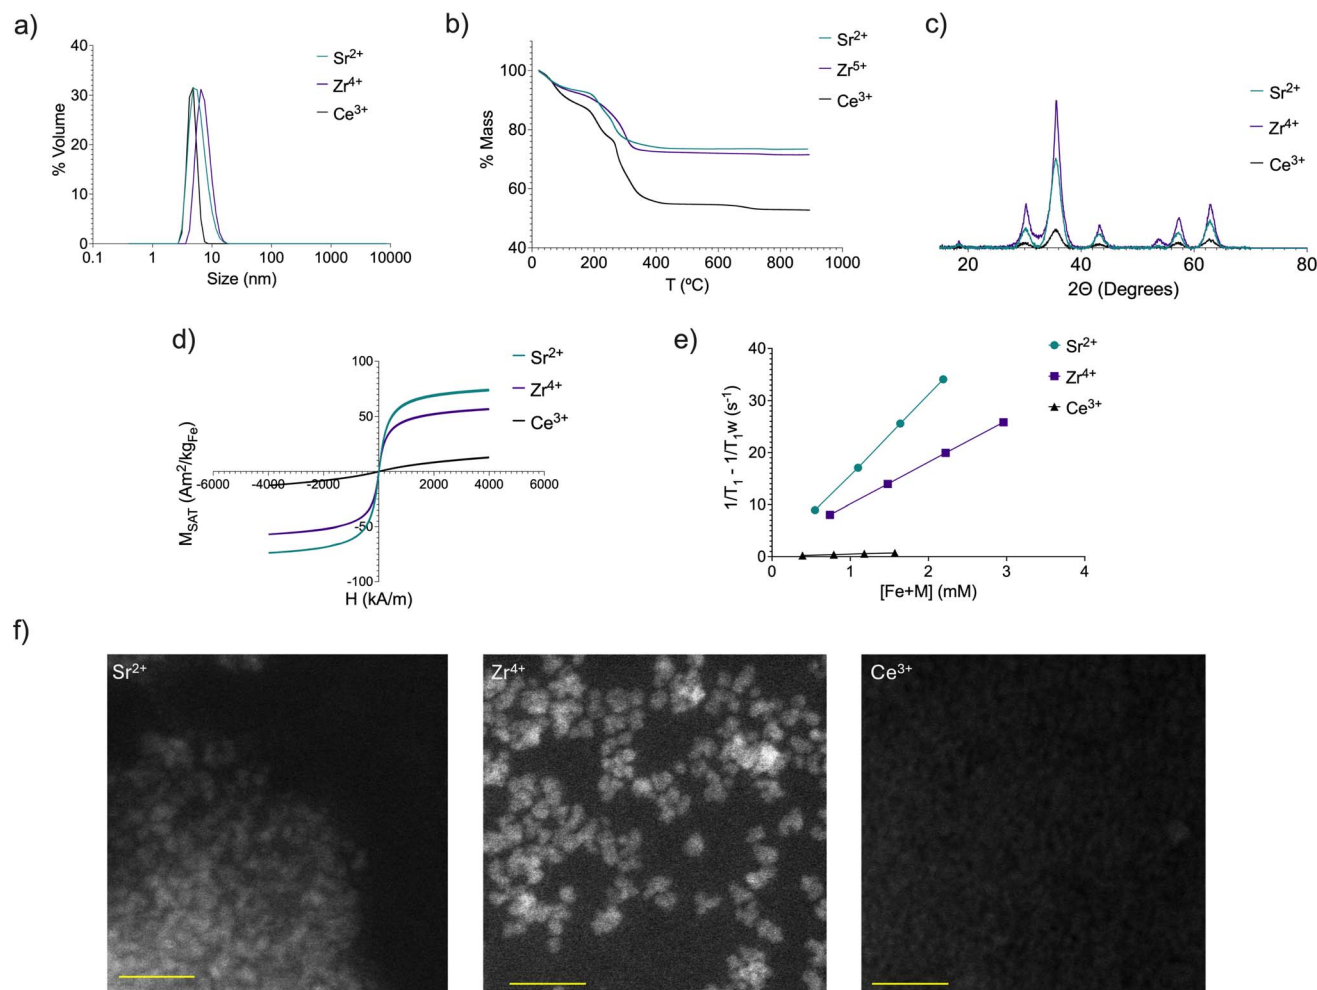 a)
40
30
20
10
0
% Volume
0.1 1 10 100 1000 10000
Size (nm)
Sr2+
Zr4+
Ce3+
b)
100
80
60
40
% Mass
0 200 400 600 800 1000
T (ºC)
Sr2+
Zr5+
Ce3+
c)
20 40 60 80
2Θ (Degrees)
Sr2+
Zr4+
Ce3+
d)
100
50
-50
-100
-6000 -4000 -2000 2000 4000 6000
MSAT (Am2/kgFe)
H (kA/m)
Sr2+
Zr4+
Ce3+
e)
40
30
20
10
0
1/T1 - 1/T1w (s-1)
0 1 2 3 4
[Fe+M] (mM)
Sr2+
Zr4+
Ce3+
f)
Sr2+
Zr4+
Ce3+